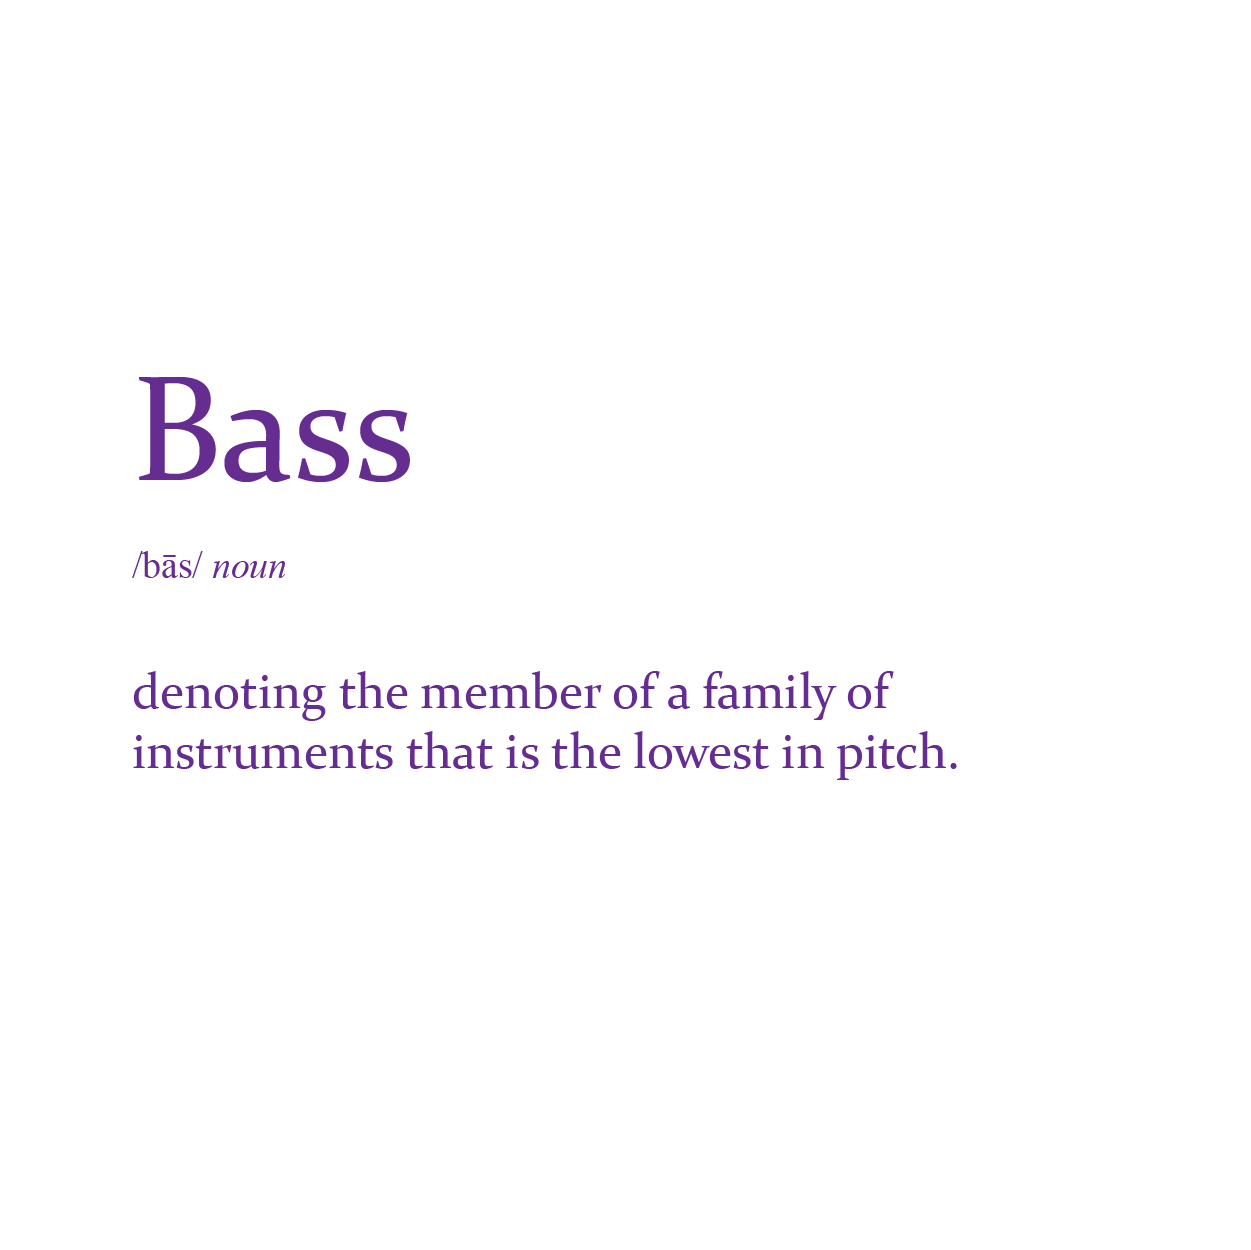 Bass
/bās/ noun
denoting the member of a family of
instruments that is the lowest in pitch.